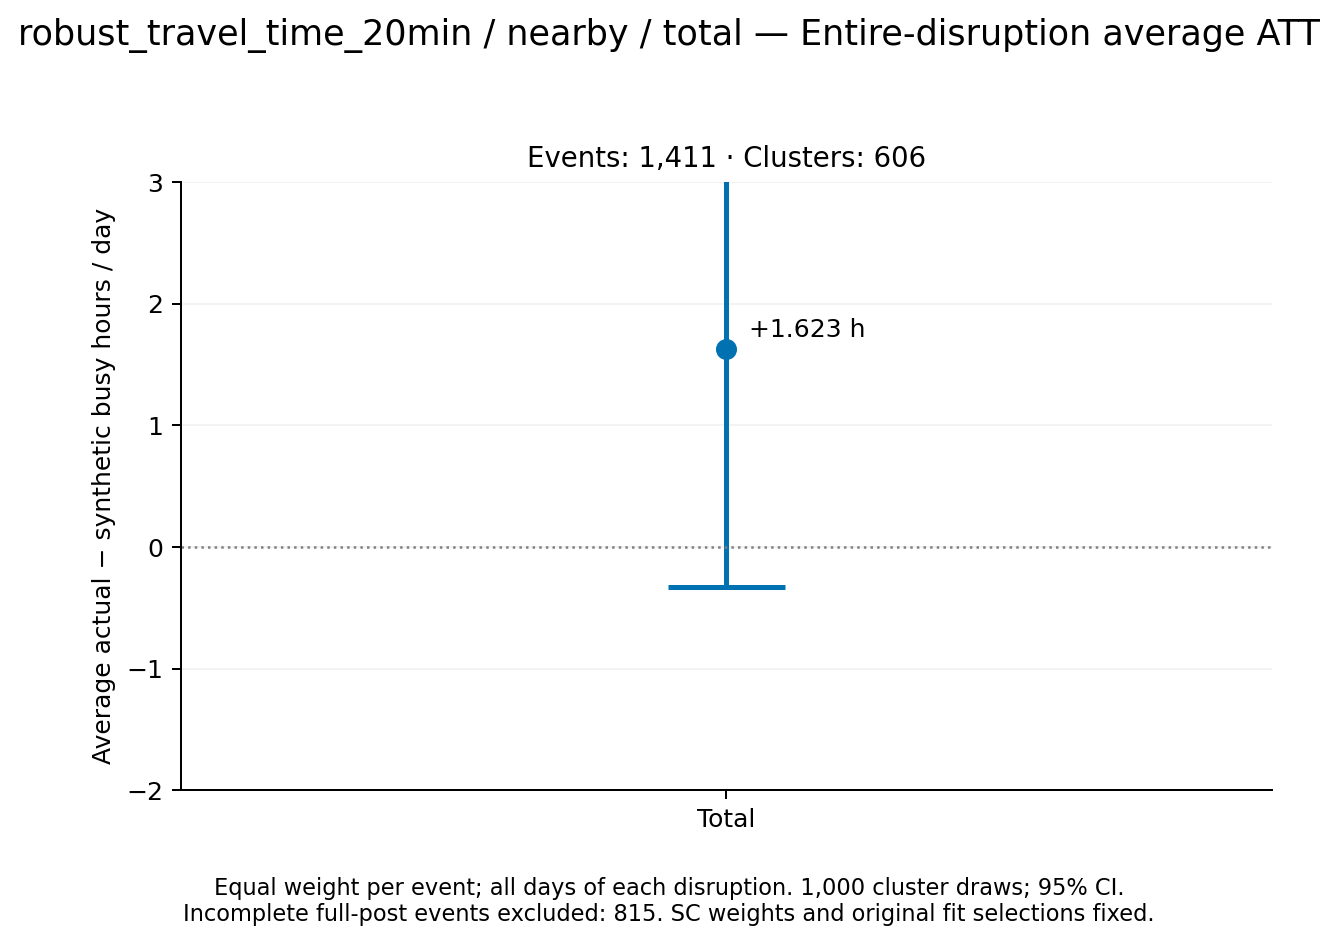 robust_travel_time_20min / nearby / total — Entire-disruption average ATT
Events: 1,411 · Clusters: 606
Average actual − synthetic busy hours / day
3
2
1
0
−1
−2
+1.623 h
Total
Equal weight per event; all days of each disruption. 1,000 cluster draws; 95% CI.
Incomplete full-post events excluded: 815. SC weights and original fit selections fixed.